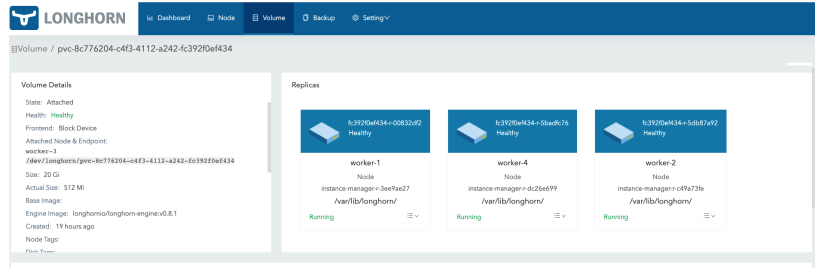 LONGHORN
Dashboard
Node
Volume
Backup
Setting
Volume / pvc-8c776204-c4f3-4112-a242-fc392f0ef434
Volume Details
State: Attached
Health: Healthy
Frontend: Block Device
Attached Node & Endpoint:
worker-3
/dev/longhorn/pvc-8c776204-c4f3-4112-a242-fc392f0ef434
Size: 20 Gi
Actual Size: 512 Mi
Base Image:
Engine Image: longhornio/longhorn-engine:v0.8.1
Created: 19 hours ago
Node Tags:
Disk Tags:
Replicas
fc392f0ef434-r-00832df2
Healthy
worker-1
Node
instance-manager-r-3ee9ae27
/var/lib/longhorn/
Running
fc392f0ef434-r-5badfc76
Healthy
worker-4
Node
instance-manager-r-dc26e699
/var/lib/longhorn/
Running
fc392f0ef434-r-5db87a92
Healthy
worker-2
Node
instance-manager-r-c49a73fe
/var/lib/longhorn/
Running